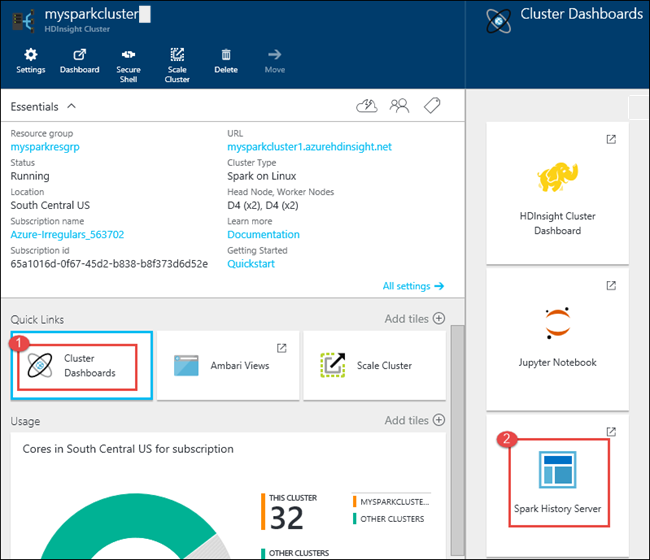 mysparkcluster
HDInsight Cluster
Settings
Dashboard
Secure
Shell
Scale
Cluster
Delete
Move
Essentials
Resource group
mysparkresgrp
Status
Running
Location
South Central US
Subscription name
Azure-Irregulars_563702
Subscription id
65a1016d-0f67-45d2-b838-b8f373d6d52e
URL
mysparkcluster1.azurehdinsight.net
Cluster Type
Spark on Linux
Head Node, Worker Nodes
D4 (x2), D4 (x2)
Learn more
Documentation
Getting Started
Quickstart
All settings
Quick Links
Add tiles
1
Cluster
Dashboards
Ambari Views
Scale Cluster
Usage
Add tiles
Cores in South Central US for subscription
THIS CLUSTER
32
OTHER CLUSTERS
MYSPARKCLUSTE...
OTHER CLUSTERS
Cluster Dashboards
HDInsight Cluster
Dashboard
Jupyter Notebook
2
Spark History Server